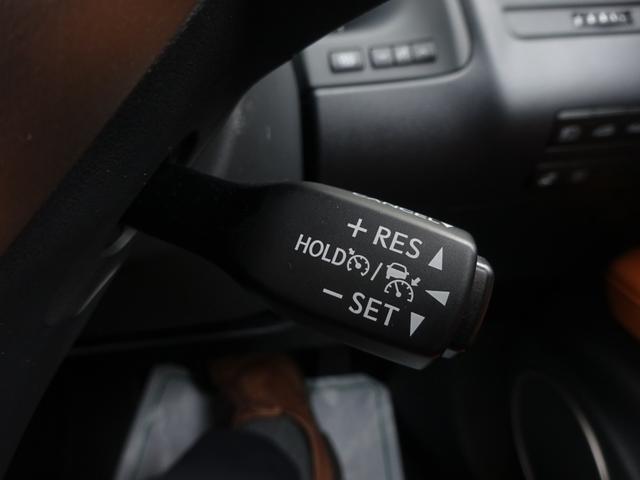 + RES ▲
HOLD /
− SET ▼